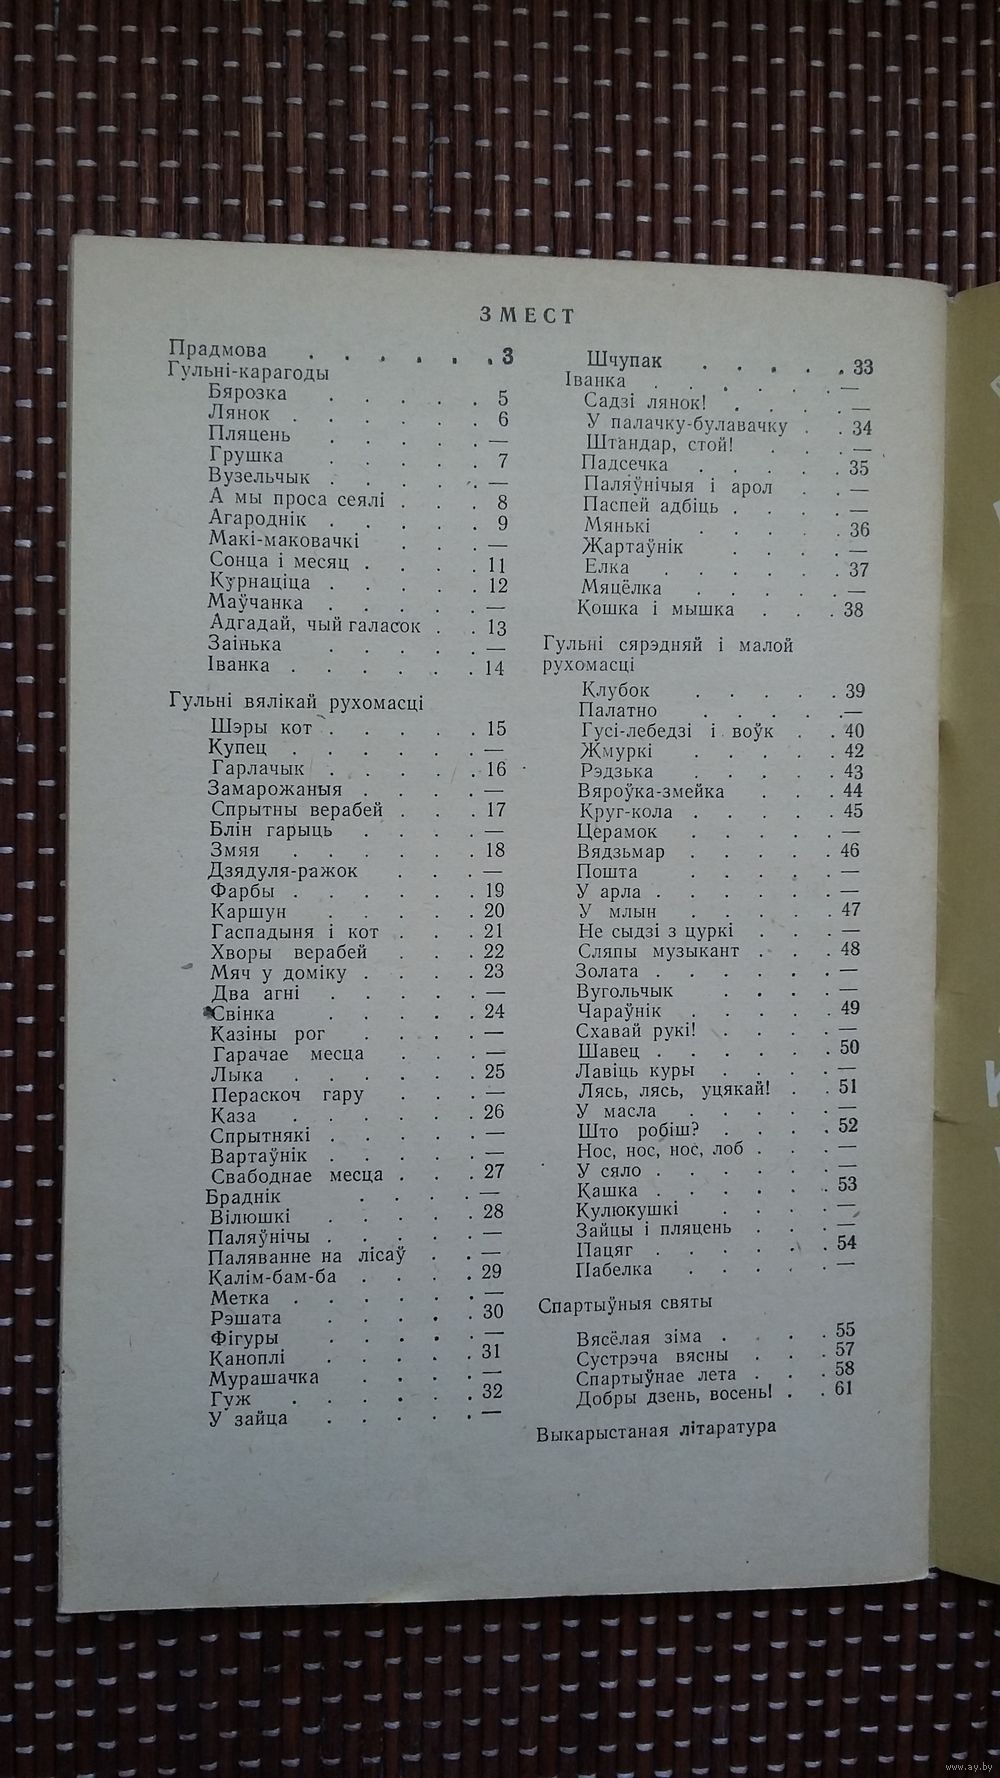 ЗМЕСТ
Прадмова . . . . . . 3
Гульні-карагоды
Бярозка . . . . . 5
Лянок . . . . . . 6
Пляцень . . . . . —
Грушка . . . . . 7
Вузельчык . . . . . —
А мы проса сеялі . . . 8
Агароднік . . . . . 9
Макі-маковачкі . . . —
Сонца і месяц . . . . 11
Курнаціца . . . . . 12
Маўчанка . . . . . —
Адгадай, чый галасок . . 13
Заінька . . . . . —
Іванка . . . . . . 14
Гульні вялікай рухомасці
Шэры кот . . . . . 15
Купец . . . . . . —
Гарлачык . . . . . 16
Замарожаныя . . . . —
Спрытны верабей . . . 17
Блін гарыць . . . . —
Змяя . . . . . . 18
Дзядуля-ражок . . . —
Фарбы . . . . . . 19
Каршун . . . . . 20
Гаспадыня і кот . . . 21
Хворы верабей . . . 22
Мяч у доміку . . . . 23
Два агні . . . . . —
Свінка . . . . . 24
Казіны рог . . . . —
Гарачае месца . . . —
Лыка . . . . . . 25
Пераскоч гару . . . —
Каза . . . . . . 26
Спрытнякі . . . . . —
Вартаўнік . . . . . —
Свабоднае месца . . . 27
Браднік . . . . —
Вілюшкі . . . . . 28
Паляўнічы . . . . . —
Паляванне на лісаў . . —
Калім-бам-ба . . . . 29
Метка . . . . . . —
Рэшата . . . . . 30
Фігуры . . . . . —
Каноплі . . . . . 31
Мурашачка . . . . —
Гуж . . . . . . 32
У зайца . . . . . —
Шчупак . . . . . 33
Іванка . . . . . . —
Садзі лянок! . . . . —
У палачку-булавачку . . 34
Штандар, стой! . . . —
Падсечка . . . . . 35
Паляўнічыя і арол . . —
Паспей адбіць . . . . —
Мянькі . . . . . 36
Жартаўнік . . . . —
Елка . . . . . . 37
Мяцёлка . . . . . —
Кошка і мышка . . . 38
Гульні сярэдняй і малой
рухомасці
Клубок . . . . . 39
Палатно . . . . . —
Гусі-лебедзі і воўк . . 40
Жмуркі . . . . . 42
Рэдзька . . . . . 43
Вяроўка-змейка . . . 44
Круг-кола . . . . . 45
Церамок . . . . . —
Вядзьмар . . . . . 46
Пошта . . . . . —
У арла . . . . . . —
У млын . . . . . 47
Не сыдзі з цуркі . . . —
Сляпы музыкант . . . 48
Золата . . . . . . —
Вугольчык . . . . —
Чараўнік . . . . . 49
Схавай рукі! . . . . —
Шавец . . . . . . 50
Лавіць куры . . . . —
Лясь, лясь, уцякай! . . 51
У масла . . . . . —
Што робіш? . . . . 52
Нос, нос, нос, лоб . . . —
У сяло . . . . . . —
Кашка . . . . . . 53
Кулюкушкі . . . . —
Зайцы і пляцень . . . —
Пацяг . . . . . . 54
Пабелка . . . . . —
Спартыўныя святы
Вясёлая зіма . . . . 55
Сустрэча вясны . . . 57
Спартыўнае лета . . . 58
Добры дзень, восень! . . 61
Выкарыстаная літаратура
www.ay.by